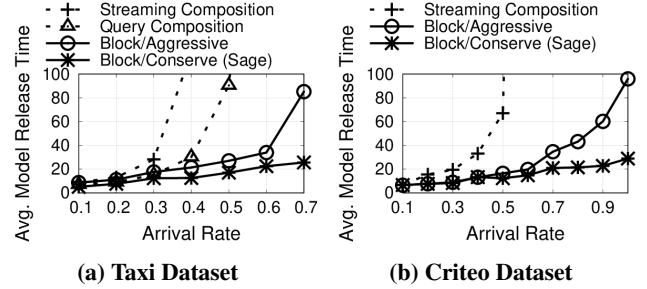 Streaming Composition
Query Composition
Block/Aggressive
Block/Conserve (Sage)
Avg. Model Release Time
100
80
60
40
20
0
0.1 0.2 0.3 0.4 0.5 0.6 0.7
Arrival Rate
(a) Taxi Dataset
Streaming Composition
Block/Aggressive
Block/Conserve (Sage)
Avg. Model Release Time
100
80
60
40
20
0
0.1 0.3 0.5 0.7 0.9
Arrival Rate
(b) Criteo Dataset